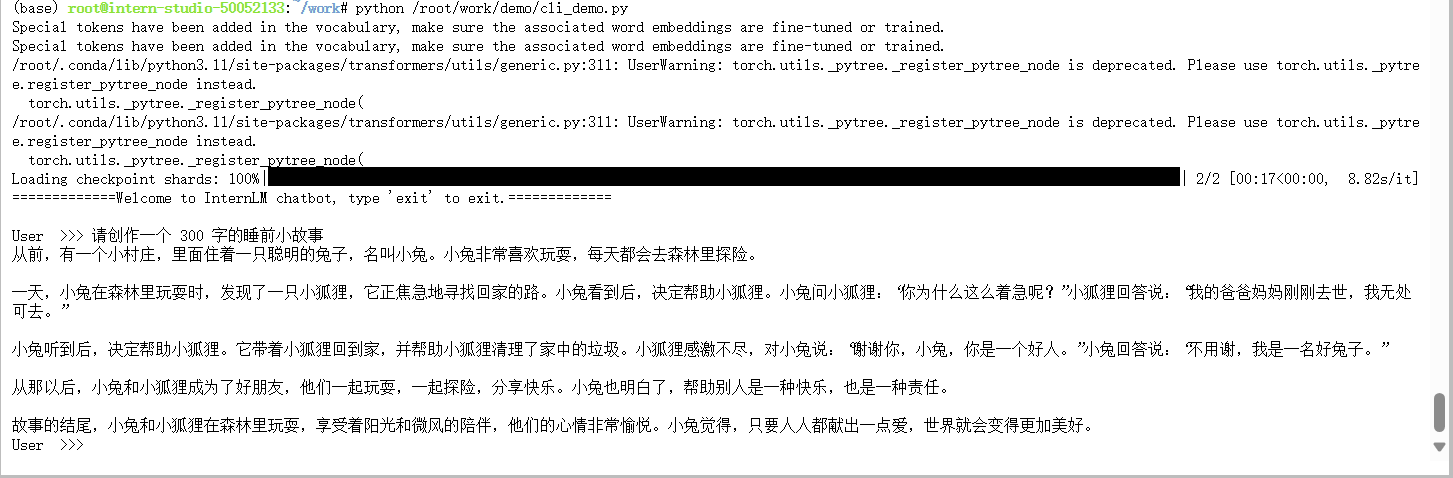 (base) root@intern-studio-50052133:~/work# python /root/work/demo/cli_demo.py
Special tokens have been added in the vocabulary, make sure the associated word embeddings are fine-tuned or trained.
Special tokens have been added in the vocabulary, make sure the associated word embeddings are fine-tuned or trained.
/root/.conda/lib/python3.11/site-packages/transformers/utils/generic.py:311: UserWarning: torch.utils._pytree._register_pytree_node is deprecated. Please use torch.utils._pytre
e.register_pytree_node instead.
  torch.utils._pytree._register_pytree_node(
/root/.conda/lib/python3.11/site-packages/transformers/utils/generic.py:311: UserWarning: torch.utils._pytree._register_pytree_node is deprecated. Please use torch.utils._pytre
e.register_pytree_node instead.
  torch.utils._pytree._register_pytree_node(
Loading checkpoint shards: 100%| | 2/2 [00:17<00:00,  8.82s/it]
=============Welcome to InternLM chatbot, type 'exit' to exit.=============
User  >>> 请创作一个 300 字的睡前小故事
从前，有一个小村庄，里面住着一只聪明的兔子，名叫小兔。小兔非常喜欢玩耍，每天都会去森林里探险。
一天，小兔在森林里玩耍时，发现了一只小狐狸，它正焦急地寻找回家的路。小兔看到后，决定帮助小狐狸。小兔问小狐狸：“你为什么这么着急呢？”小狐狸回答说：“我的爸爸妈妈刚刚去世，我无处
可去。”
小兔听到后，决定帮助小狐狸。它带着小狐狸回到家，并帮助小狐狸清理了家中的垃圾。小狐狸感激不尽，对小兔说：“谢谢你，小兔，你是一个好人。”小兔回答说：“不用谢，我是一名好兔子。”
从那以后，小兔和小狐狸成为了好朋友，他们一起玩耍，一起探险，分享快乐。小兔也明白了，帮助别人是一种快乐，也是一种责任。
故事的结尾，小兔和小狐狸在森林里玩耍，享受着阳光和微风的陪伴，他们的心情非常愉悦。小兔觉得，只要人人都献出一点爱，世界就会变得更加美好。
User  >>>